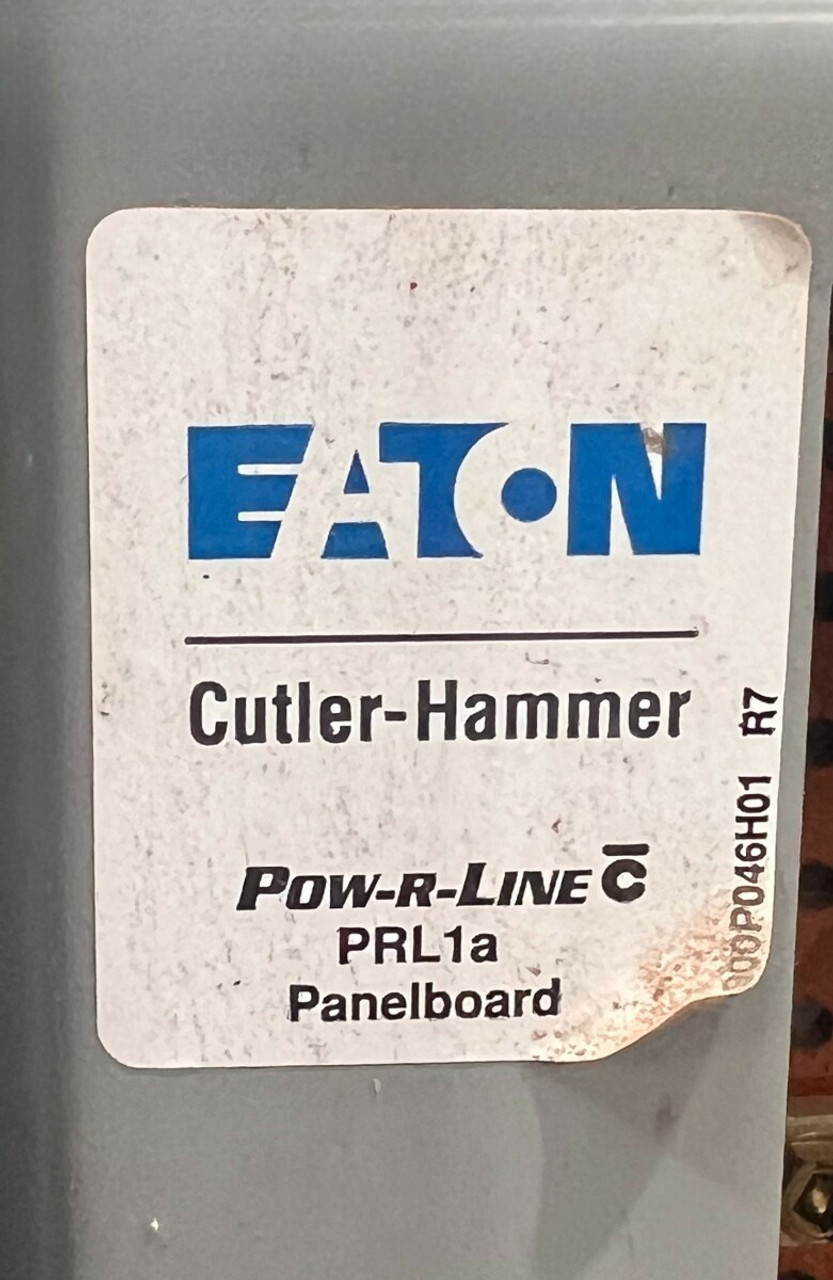 EATON
Cutler-Hammer
POW-R-LINE C̅
PRL1a
Panelboard
00P046H01 R7